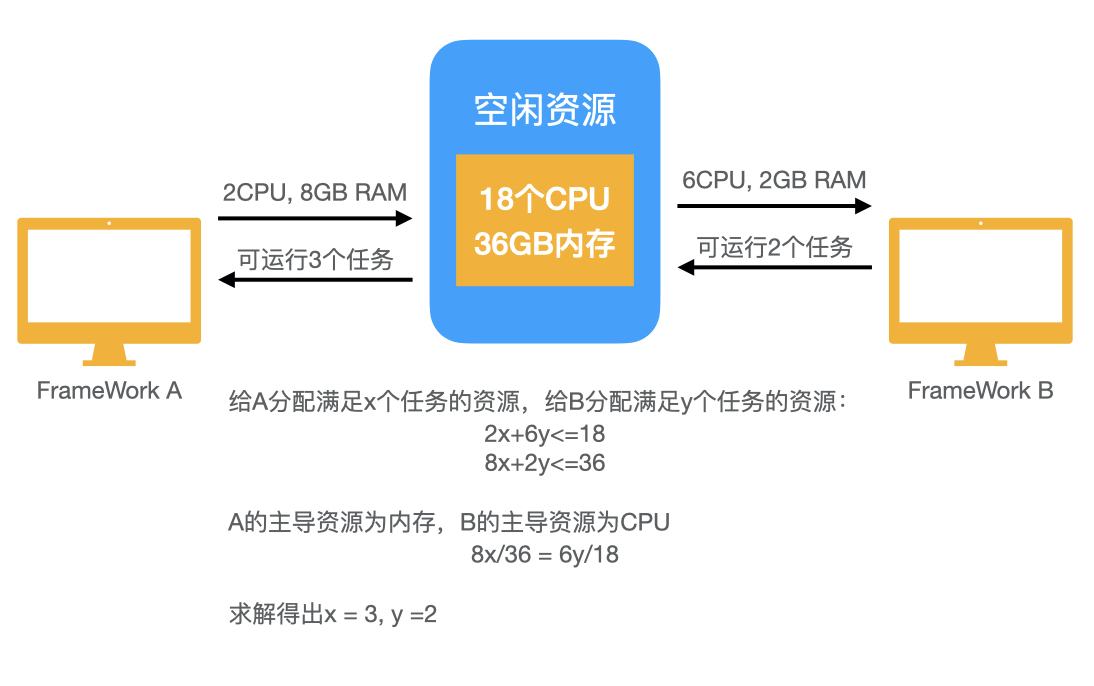 空闲资源
18个CPU
36GB内存
2CPU, 8GB RAM
可运行3个任务
6CPU, 2GB RAM
可运行2个任务
FrameWork A
FrameWork B
给A分配满足x个任务的资源，给B分配满足y个任务的资源：
2x+6y<=18
8x+2y<=36
A的主导资源为内存，B的主导资源为CPU
8x/36 = 6y/18
求解得出x = 3, y =2